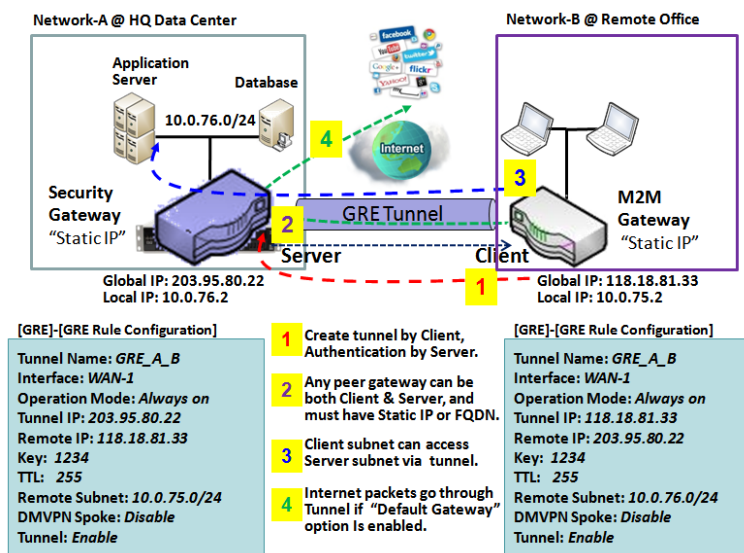 Network-A @ HQ Data Center
Network-B @ Remote Office
Application
Server
Database
10.0.76.0/24
facebook
YouTube
twitter
Google+
flickr
YAHOO!
4
Internet
3
Security
Gateway
"Static IP"
2
GRE Tunnel
M2M
Gateway
"Static IP"
Server
Client
1
Global IP: 203.95.80.22
Local IP: 10.0.76.2
Global IP: 118.18.81.33
Local IP: 10.0.75.2
[GRE]-[GRE Rule Configuration]
Tunnel Name: GRE_A_B
Interface: WAN-1
Operation Mode: Always on
Tunnel IP: 203.95.80.22
Remote IP: 118.18.81.33
Key: 1234
TTL: 255
Remote Subnet: 10.0.75.0/24
DMVPN Spoke: Disable
Tunnel: Enable
1 Create tunnel by Client,
Authentication by Server.
2 Any peer gateway can be
both Client & Server, and
must have Static IP or FQDN.
3 Client subnet can access
Server subnet via tunnel.
4 Internet packets go through
Tunnel if "Default Gateway"
option Is enabled.
[GRE]-[GRE Rule Configuration]
Tunnel Name: GRE_A_B
Interface: WAN-1
Operation Mode: Always on
Tunnel IP: 118.18.81.33
Remote IP: 203.95.80.22
Key: 1234
TTL: 255
Remote Subnet: 10.0.76.0/24
DMVPN Spoke: Disable
Tunnel: Enable